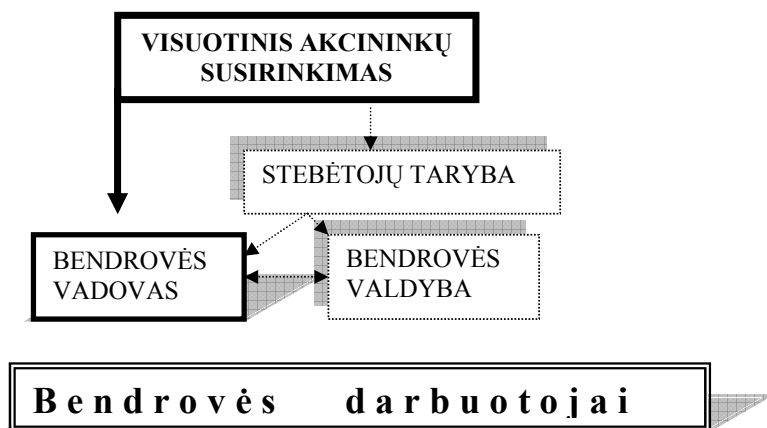 VISUOTINIS AKCININKŲ
SUSIRINKIMAS
STEBĖTOJŲ TARYBA
BENDROVĖS
VADOVAS
BENDROVĖS
VALDYBA
Bendrovės darbuotojai